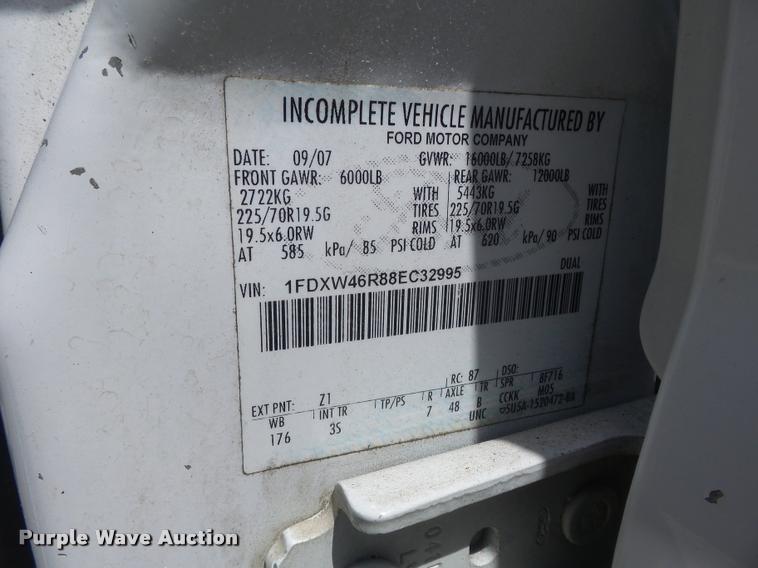 INCOMPLETE VEHICLE MANUFACTURED BY
FORD MOTOR COMPANY
DATE: 09/07 GVWR: 16000LB/ 7258KG
FRONT GAWR: 6000LB REAR GAWR: 12000LB
2722KG WITH 5443KG WITH
225/70R19.5G TIRES 225/70R19.5G TIRES
19.5x6.0RW RIMS 19.5x6.0RW RIMS
AT 585 kPa/ 85 PSI COLD AT 620 kPa/ 90 PSI COLD
DUAL
VIN: 1FDXW46R88EC32995
RC: 87 DSO:
EXT PNT: Z1 TP/PS R AXLE TR SPR 8F716
WB INT TR 7 48 B CCKK M05
176 3S UNC 5U5A-1520472-BA
Purple Wave Auction